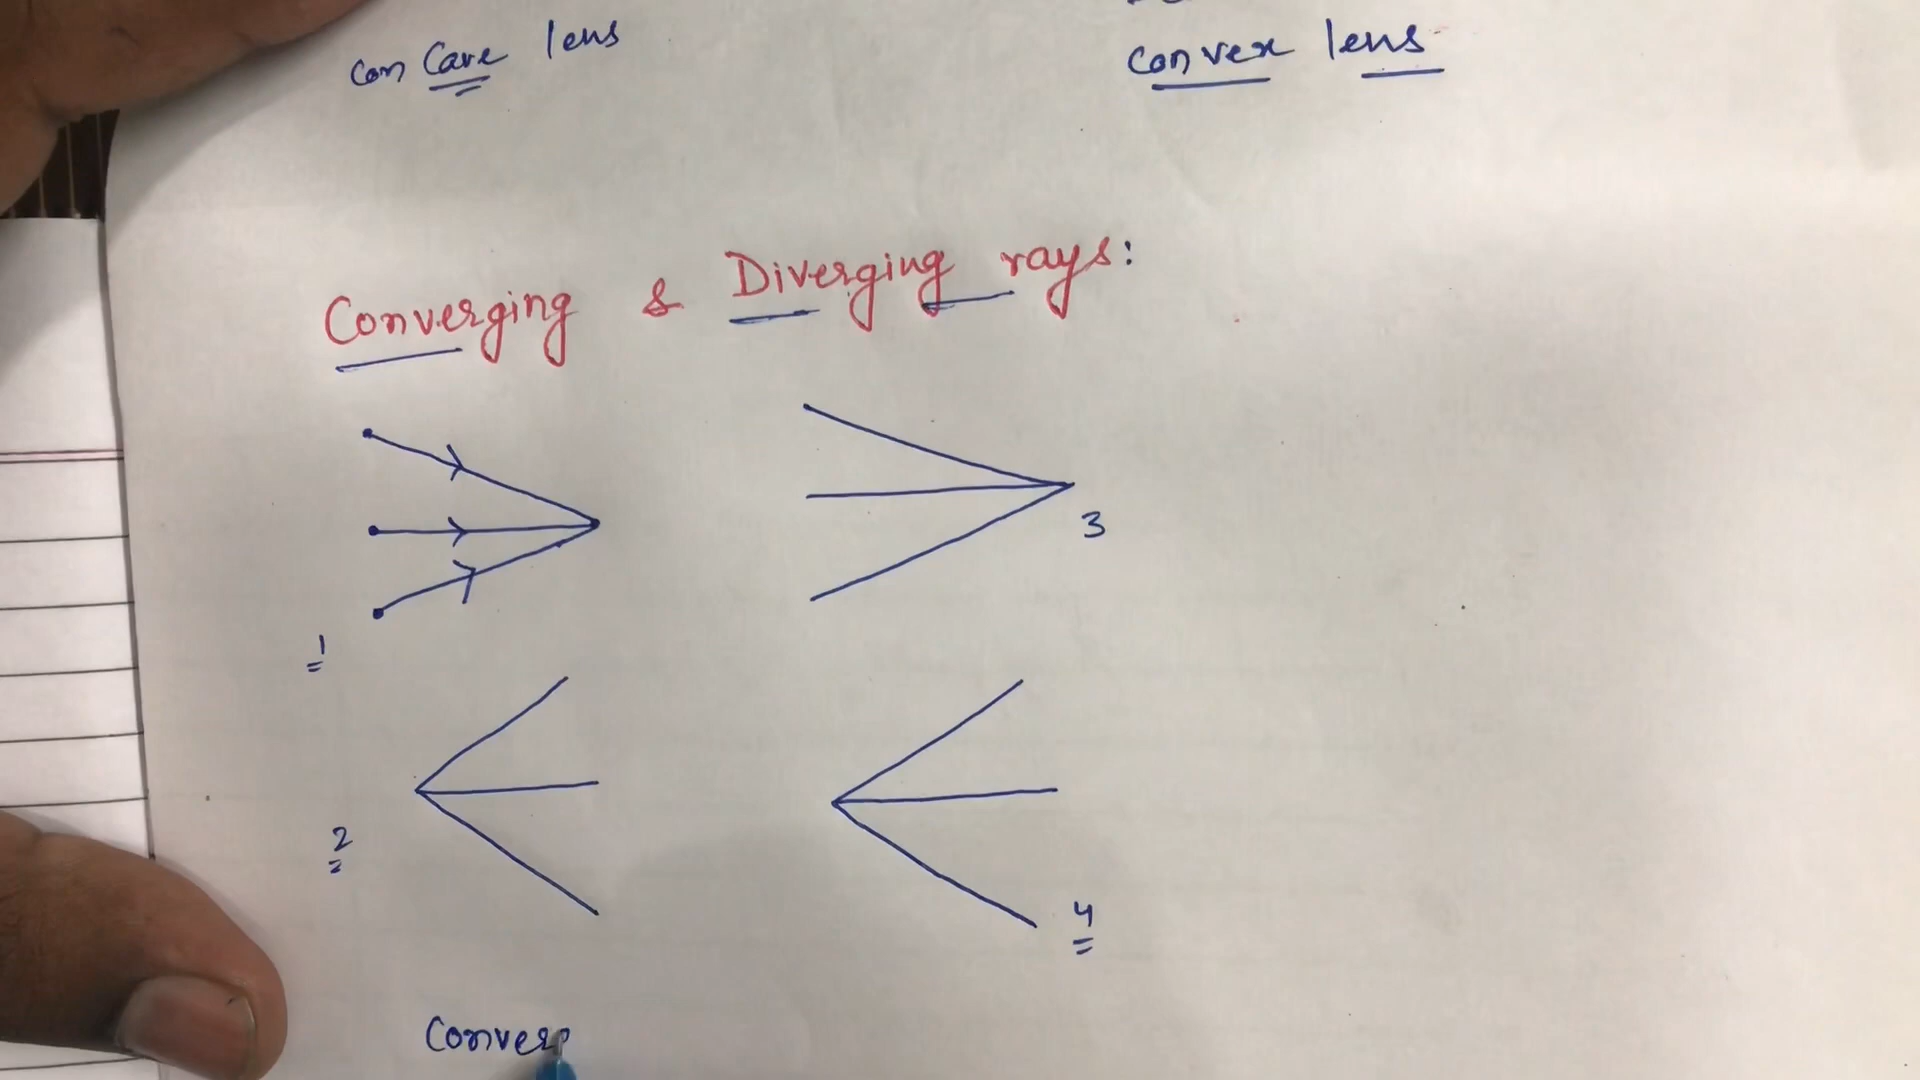 concave lens
convex lens
Converging & Diverging rays:
1
3
2
4
Conver